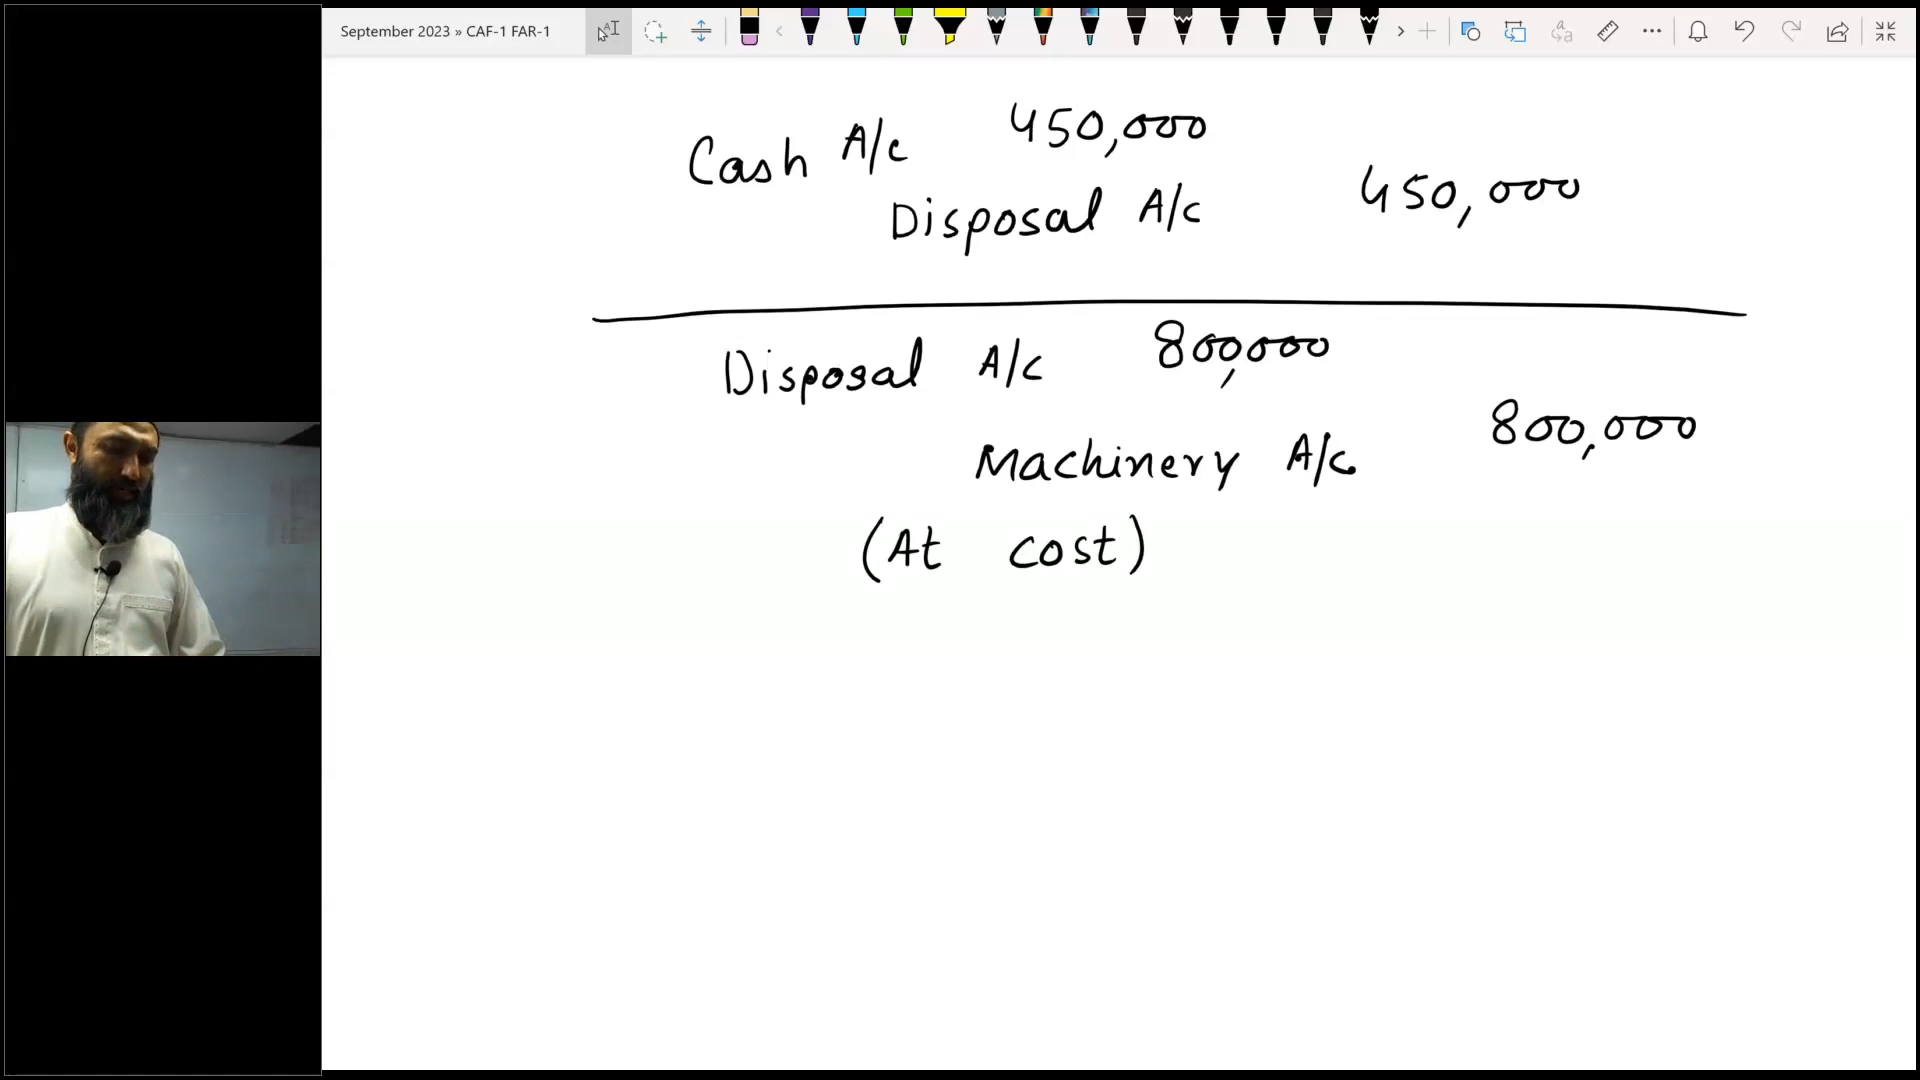 September 2023 » CAF-1 FAR-1
Cash A/c 450,000
Disposal A/c 450,000
Disposal A/c 800,000
Machinery A/c 800,000
(At cost)